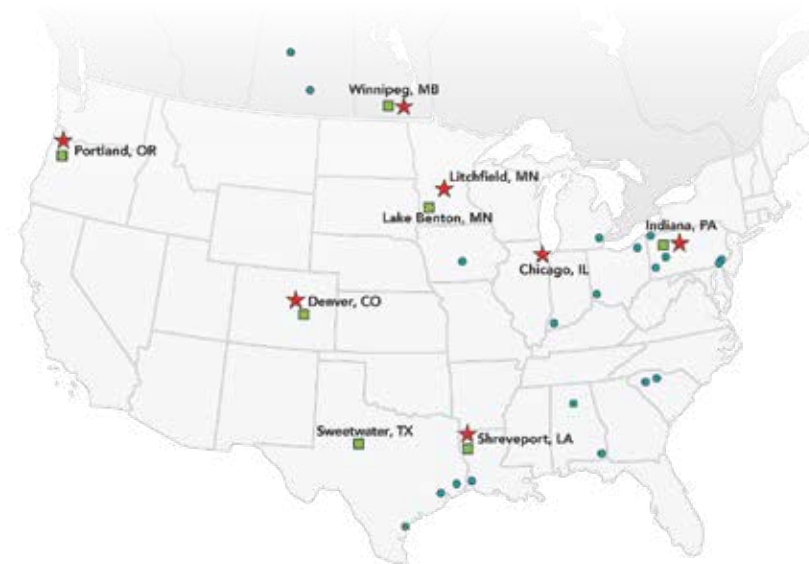 Winnipeg, MB
Portland, OR
Litchfield, MN
Lake Benton, MN
Indiana, PA
Chicago, IL
Denver, CO
Sweetwater, TX
Shreveport, LA